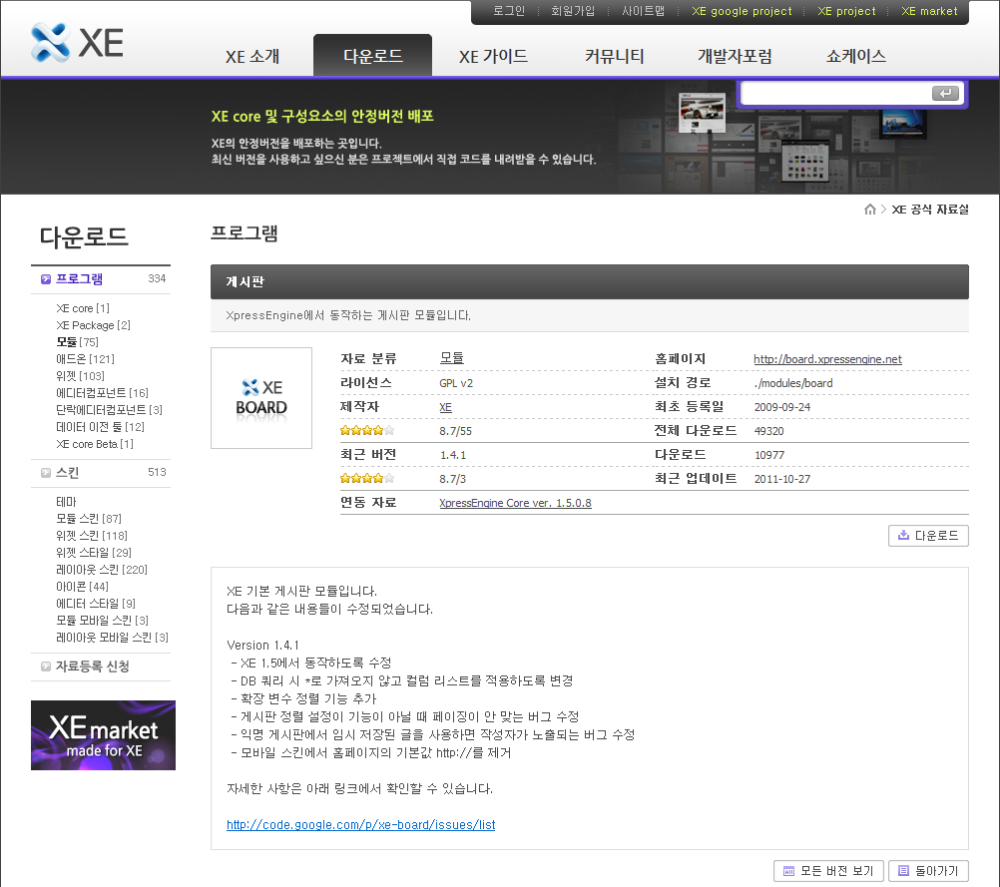 로그인 회원가입 사이트맵 XE google project XE project XE market
XE
XE 소개 다운로드 XE 가이드 커뮤니티 개발자포럼 쇼케이스
XE core 및 구성요소의 안정버전 배포
XE의 안정버전을 배포하는 곳입니다.
최신 버전을 사용하고 싶으신 분은 프로젝트에서 직접 코드를 내려받을 수 있습니다.
> XE 공식 자료실
다운로드
프로그램 334
XE core [1]
XE Package [2]
모듈 [75]
애드온 [121]
위젯 [103]
에디터컴포넌트 [16]
단락에디터컴포넌트 [3]
데이터 이전 툴 [12]
XE core Beta [1]
스킨 513
테마
모듈 스킨 [87]
위젯 스킨 [118]
위젯 스타일 [29]
레이아웃 스킨 [220]
아이콘 [44]
에디터 스타일 [9]
모듈 모바일 스킨 [3]
레이아웃 모바일 스킨 [3]
자료등록 신청
XE market
made for XE
프로그램
게시판
XpressEngine에서 동작하는 게시판 모듈입니다.
XE
BOARD
자료 분류 모듈 홈페이지 http://board.xpressengine.net
라이선스 GPL v2 설치 경로 ./modules/board
제작자 XE 최초 등록일 2009-09-24
8.7/55 전체 다운로드 49320
최근 버전 1.4.1 다운로드 10977
8.7/3 최근 업데이트 2011-10-27
연동 자료 XpressEngine Core ver. 1.5.0.8
다운로드
XE 기본 게시판 모듈입니다.
다음과 같은 내용들이 수정되었습니다.
Version 1.4.1
- XE 1.5에서 동작하도록 수정
- DB 쿼리 시 *로 가져오지 않고 컬럼 리스트를 적용하도록 변경
- 확장 변수 정렬 기능 추가
- 게시판 정렬 설정이 기능이 아닐 때 페이징이 안 맞는 버그 수정
- 익명 게시판에서 임시 저장된 글을 사용하면 작성자가 노출되는 버그 수정
- 모바일 스킨에서 홈페이지의 기본값 http://를 제거
자세한 사항은 아래 링크에서 확인할 수 있습니다.
http://code.google.com/p/xe-board/issues/list
모든 버전 보기 돌아가기